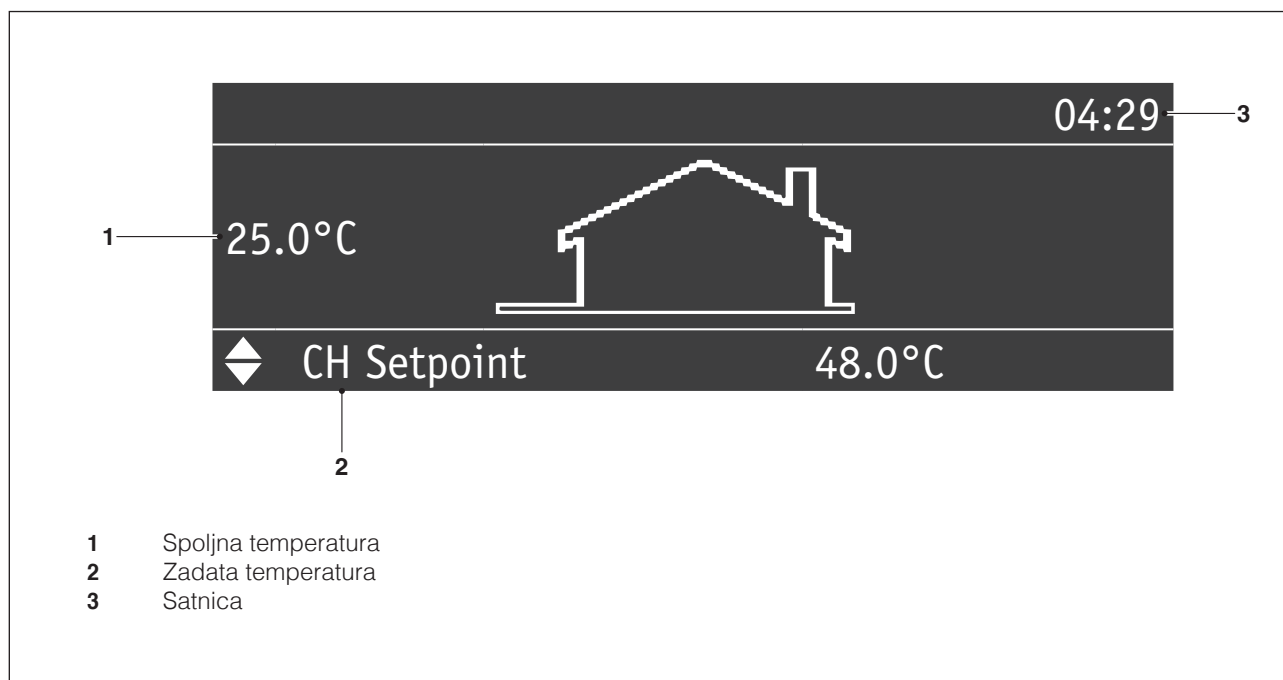 04:29
3
1
25.0°C
CH Setpoint 48.0°C
2
1 Spoljna temperatura
2 Zadata temperatura
3 Satnica